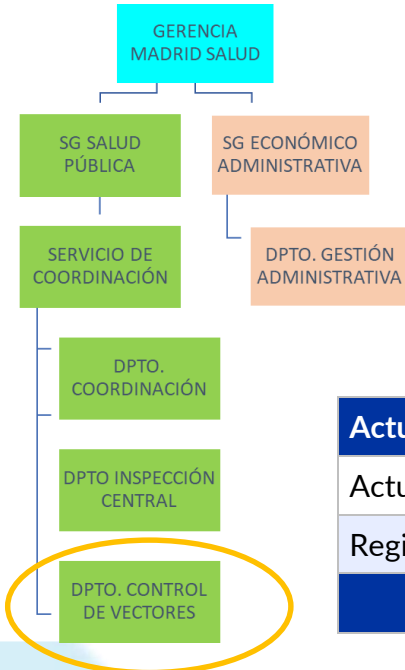 GERENCIA
MADRID SALUD
SG SALUD
PÚBLICA
SG ECONÓMICO
ADMINISTRATIVA
SERVICIO DE
COORDINACIÓN
DPTO. GESTIÓN
ADMINISTRATIVA
DPTO.
COORDINACIÓN
DPTO INSPECCIÓN
CENTRAL
DPTO. CONTROL
DE VECTORES